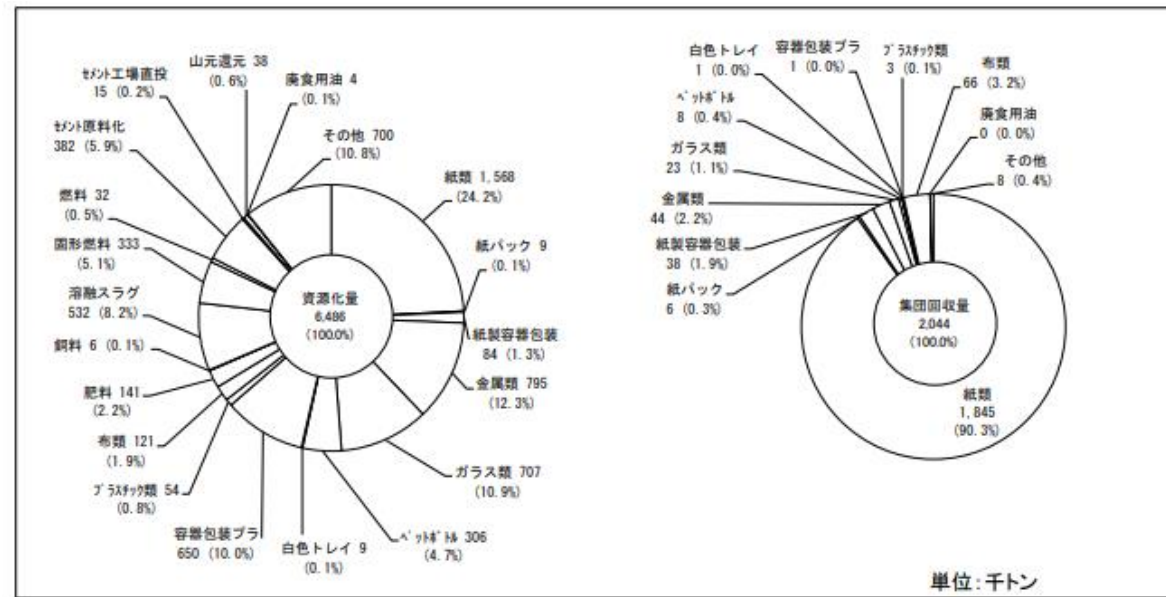 山元還元 38
(0.6%)
セメント工場直投
15 (0.2%)
廃食用油 4
(0.1%)
セメント原料化
382 (5.9%)
その他 700
(10.8%)
紙類 1,568
(24.2%)
燃料 32
(0.5%)
紙パック 9
(0.1%)
固形燃料 333
(5.1%)
溶融スラグ
532 (8.2%)
資源化量
6,486
(100.0%)
紙製容器包装
84 (1.3%)
飼料 6 (0.1%)
金属類 795
(12.3%)
肥料 141
(2.2%)
布類 121
(1.9%)
ガラス類 707
(10.9%)
プラスチック類 54
(0.8%)
容器包装プラ
650 (10.0%)
白色トレイ 9
(0.1%)
ペットボトル 306
(4.7%)
白色トレイ
1 (0.0%)
容器包装プラ
1 (0.0%)
プラスチック類
3 (0.1%)
布類
66 (3.2%)
ペットボトル
8 (0.4%)
廃食用油
0 (0.0%)
ガラス類
23 (1.1%)
その他
8 (0.4%)
金属類
44 (2.2%)
紙製容器包装
38 (1.9%)
紙パック
6 (0.3%)
集団回収量
2,044
(100.0%)
紙類
1,845
(90.3%)
単位:千トン